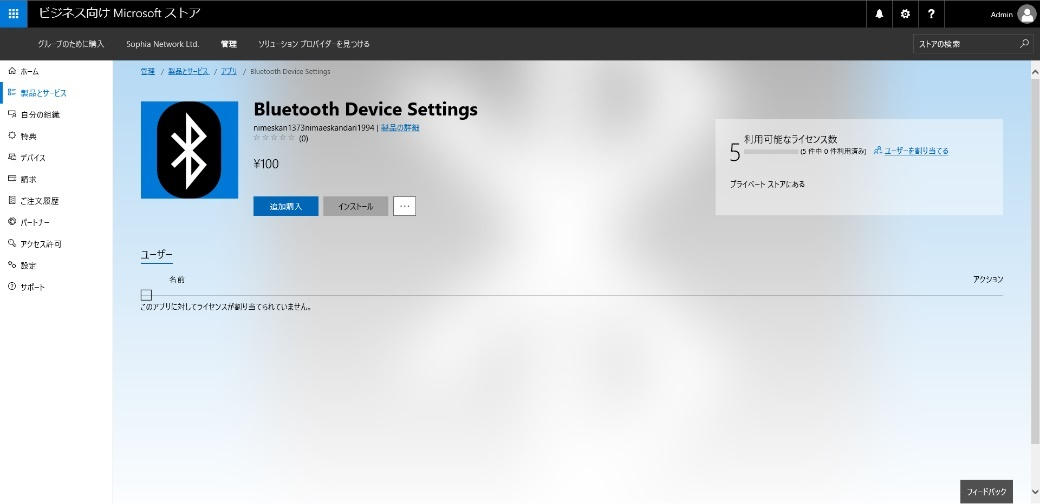 ビジネス向け Microsoft ストア
Admin
グループのために購入 Sophia Network Ltd. 管理 ソリューション プロバイダーを見つける
ストアの検索
ホーム
製品とサービス
自分の組織
特典
デバイス
請求
ご注文履歴
パートナー
アクセス許可
設定
サポート
管理 / 製品とサービス / アプリ / Bluetooth Device Settings
Bluetooth Device Settings
nimeskan1373nimaeskandari1994 | 製品の詳細
(0)
¥100
追加購入 インストール ...
5 利用可能なライセンス数
(5 件中 0 件利用済み) ユーザーを割り当てる
プライベート ストアにある
ユーザー
名前 アクション
このアプリに対してライセンスが割り当てられていません。
フィードバック